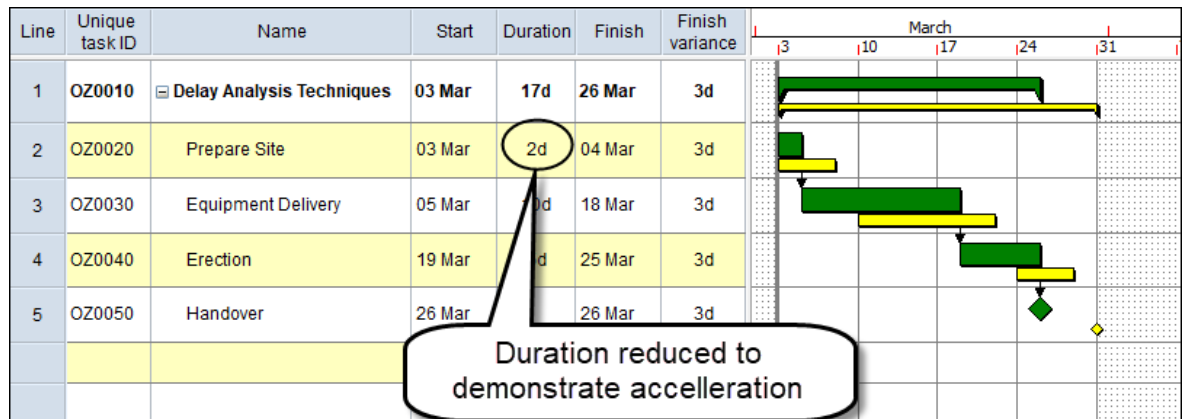 Line Unique task ID Name Start Duration Finish Finish variance March
3 10 17 24 31
1 OZ0010 Delay Analysis Techniques 03 Mar 17d 26 Mar 3d
2 OZ0020 Prepare Site 03 Mar 2d 04 Mar 3d
3 OZ0030 Equipment Delivery 05 Mar 18 Mar 3d
4 OZ0040 Erection 19 Mar 25 Mar 3d
5 OZ0050 Handover 26 Mar 26 Mar 3d
Duration reduced to
demonstrate accelleration